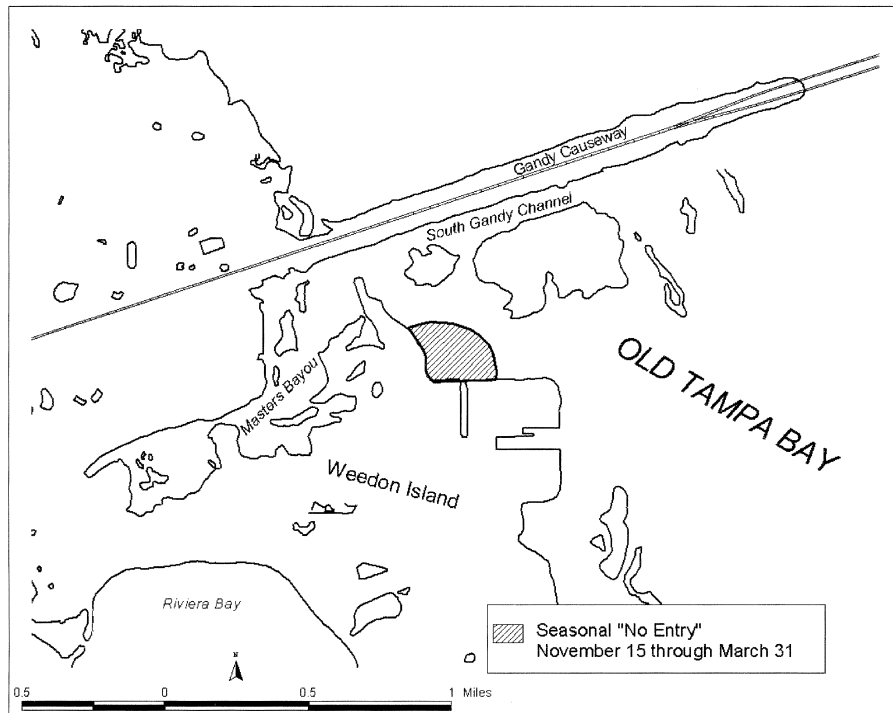 Gandy Causeway
South Gandy Channel
OLD TAMPA BAY
Masters Bayou
Weedon Island
Riviera Bay
Seasonal "No Entry"
November 15 through March 31
N
0.5 0 0.5 1 Miles